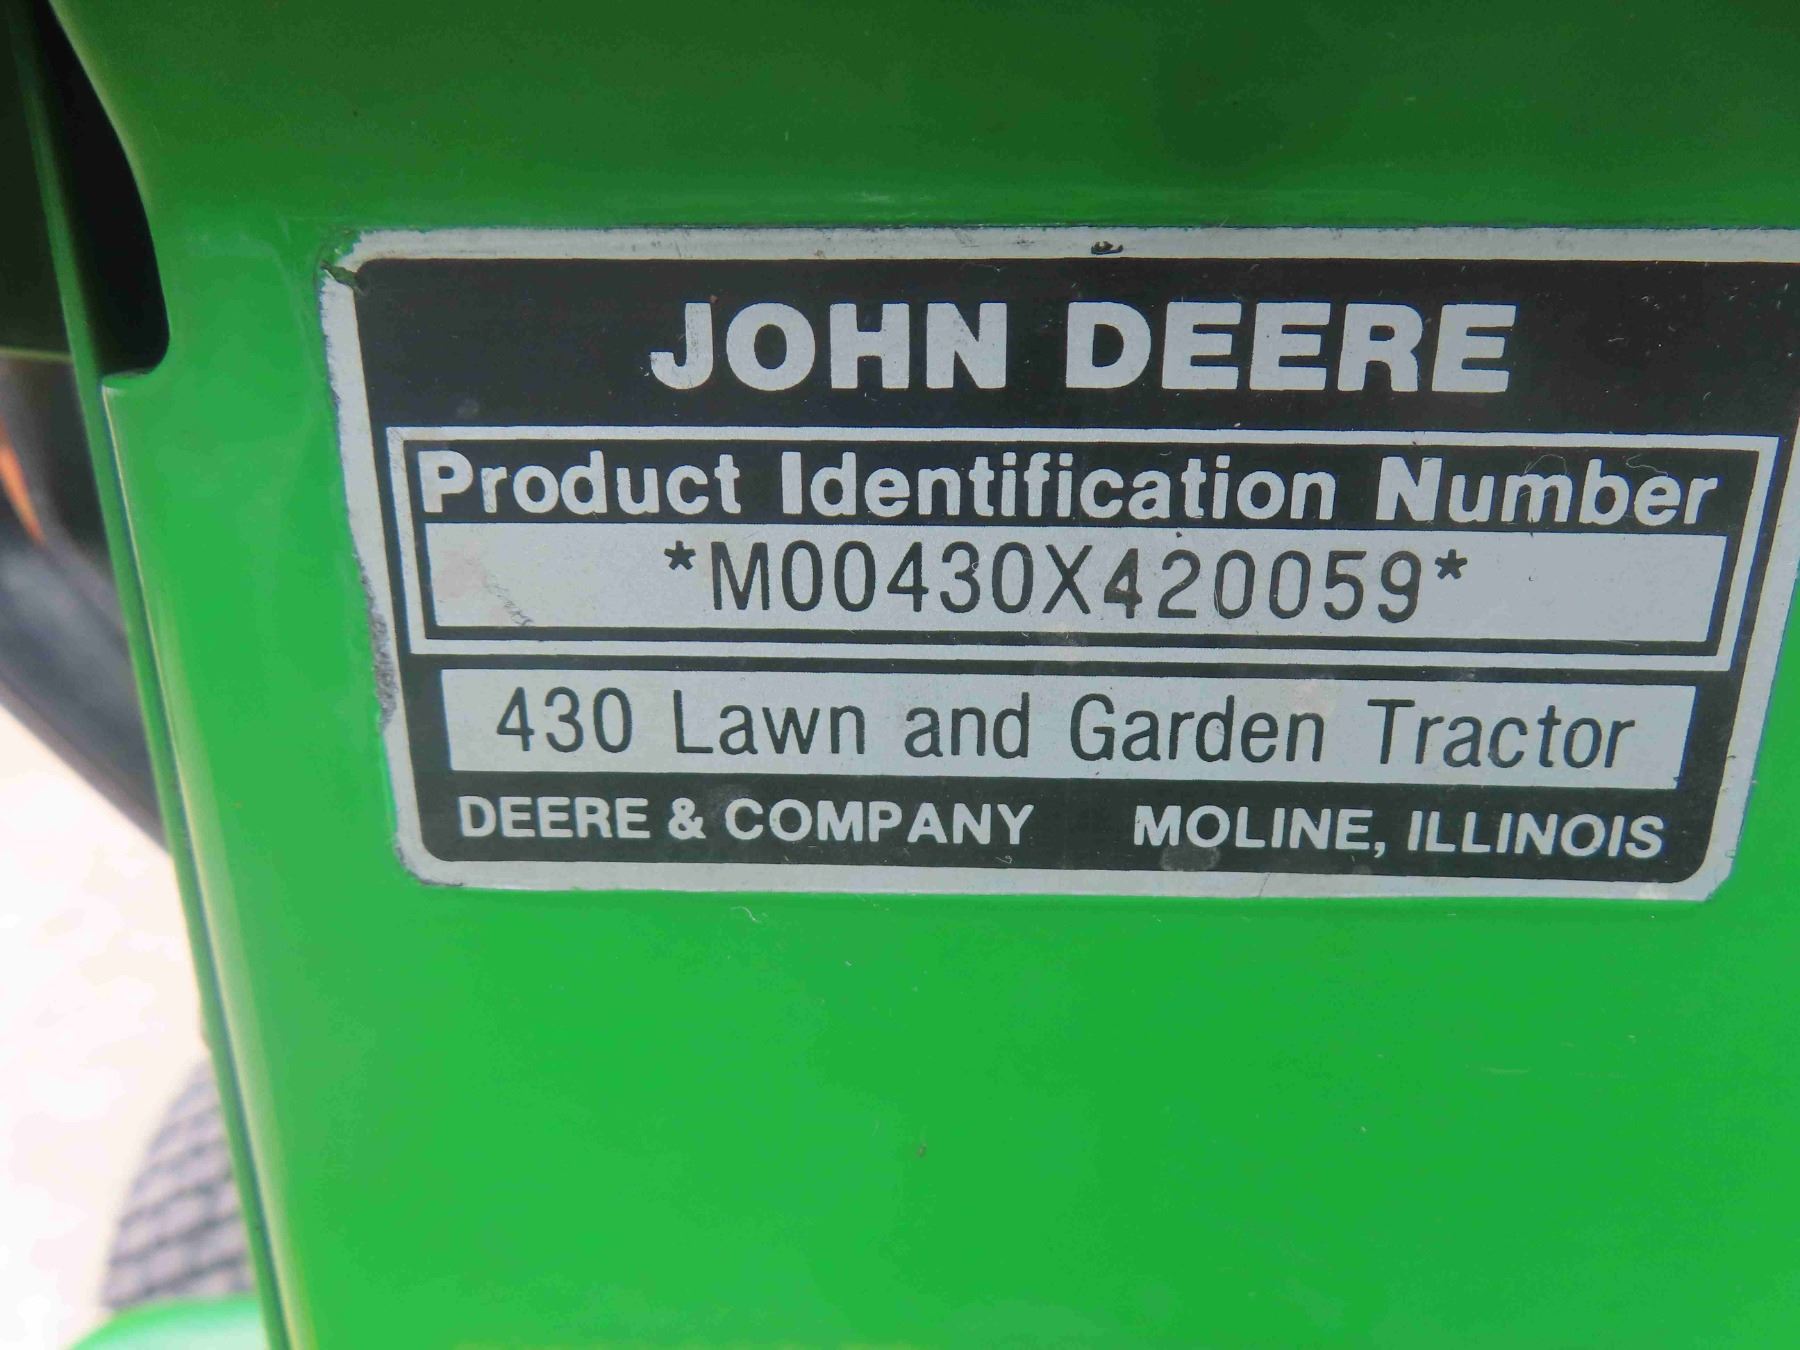 JOHN DEERE
Product Identification Number
*M00430X420059*
430 Lawn and Garden Tractor
DEERE & COMPANY MOLINE, ILLINOIS